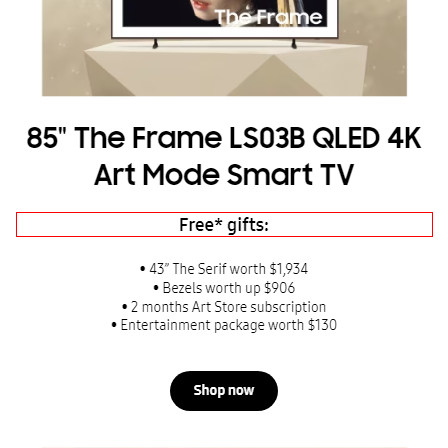 The Frame
85" The Frame LS03B QLED 4K
Art Mode Smart TV
Free* gifts:
• 43" The Serif worth $1,934
• Bezels worth up $906
• 2 months Art Store subscription
• Entertainment package worth $130
Shop now